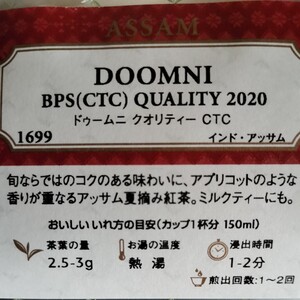 ASSAM
DOOMNI
BPS(CTC) QUALITY 2020
ドゥームニ クオリティー CTC
1699
インド・アッサム
旬ならではのコクのある味わいに、アプリコットのような
香りが重なるアッサム夏摘み紅茶。ミルクティーにも。
おいしいいれ方の目安(カップ1杯分 150ml)
茶葉の量
お湯の温度
浸出時間
2.5-3g
熱湯
1-2分
煎出回数:1〜2回